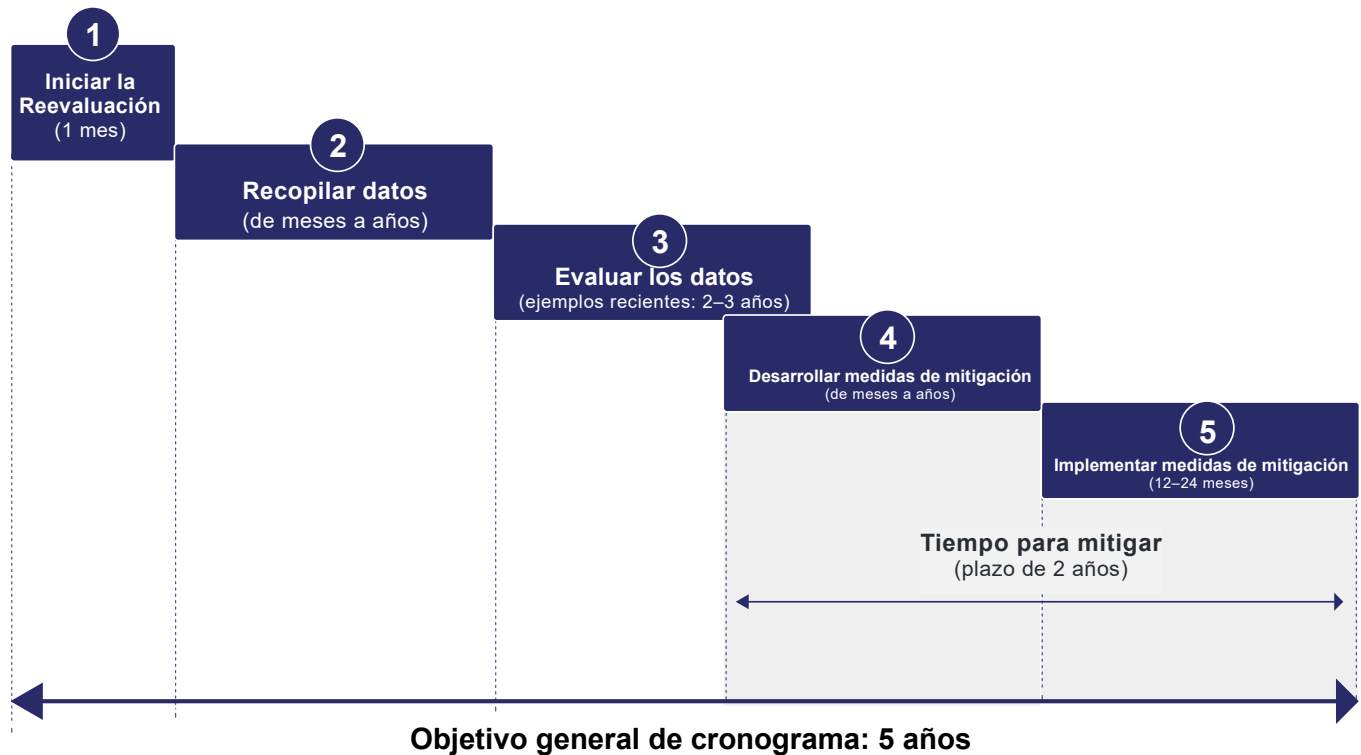 1
Iniciar la
Reevaluación
(1 mes)
2
Recopilar datos
(de meses a años)
3
Evaluar los datos
(ejemplos recientes: 2–3 años)
4
Desarrollar medidas de mitigación
(de meses a años)
5
Implementar medidas de mitigación
(12–24 meses)
Tiempo para mitigar
(plazo de 2 años)
Objetivo general de cronograma: 5 años